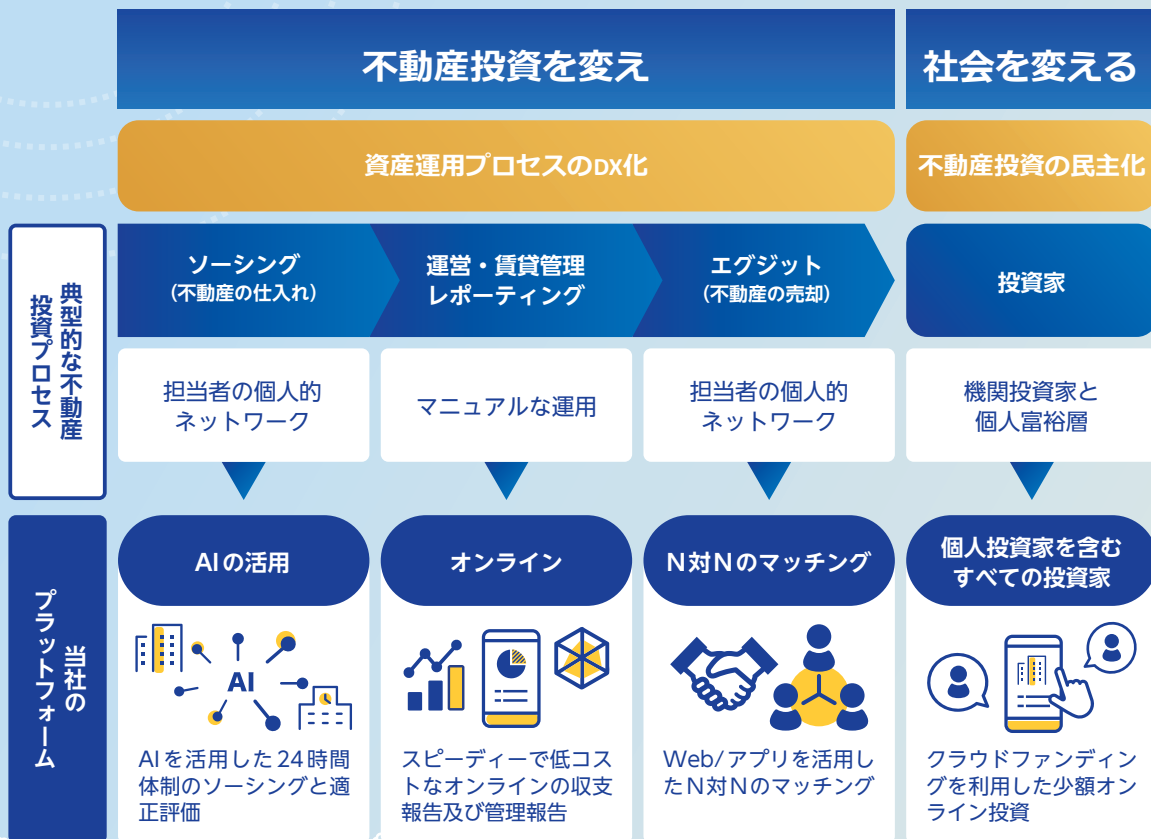 不動産投資を変え
社会を変える
資産運用プロセスのDX化
不動産投資の民主化
典型的な不動産
投資プロセス
ソーシング
(不動産の仕入れ)
運営・賃貸管理
レポーティング
エグジット
(不動産の売却)
投資家
担当者の個人的
ネットワーク
マニュアルな運用
担当者の個人的
ネットワーク
機関投資家と
個人富裕層
当社の
プラットフォーム
AIの活用
オンライン
N対Nのマッチング
個人投資家を含む
すべての投資家
AI
AIを活用した24時間
体制のソーシングと適
正評価
スピーディーで低コス
トなオンラインの収支
報告及び管理報告
Web/アプリを活用し
たN対Nのマッチング
クラウドファンディン
グを利用した少額オン
ライン投資